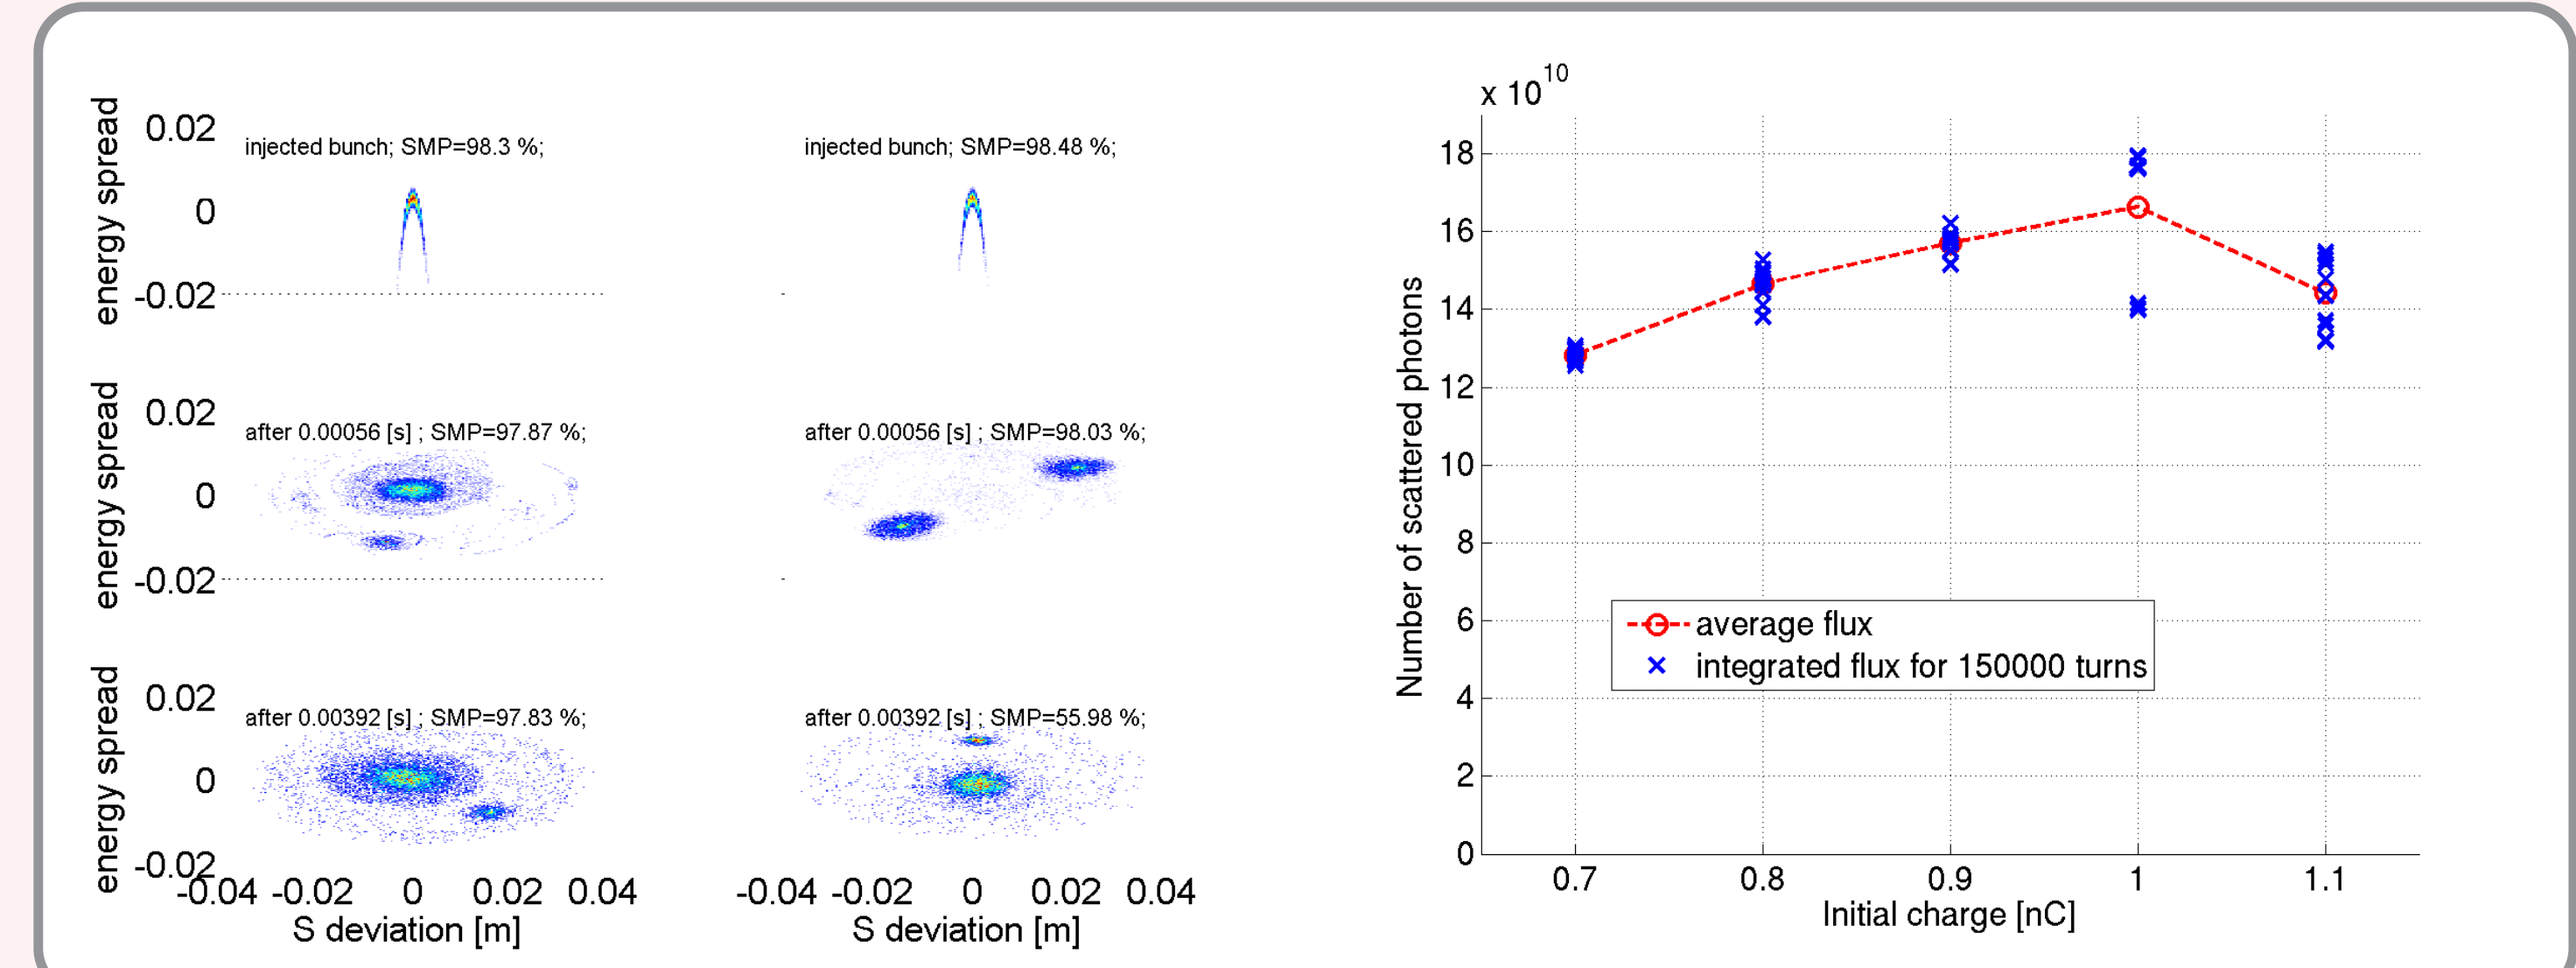 energy spread
0.02
0
-0.02
injected bunch; SMP=98.3 %;
injected bunch; SMP=98.48 %;
energy spread
0.02
0
-0.02
after 0.00056 [s] ; SMP=97.87 %;
after 0.00056 [s] ; SMP=98.03 %;
energy spread
0.02
0
-0.02
after 0.00392 [s] ; SMP=97.83 %;
after 0.00392 [s] ; SMP=55.98 %;
-0.04 -0.02 0 0.02 0.04
S deviation [m]
-0.04 -0.02 0 0.02 0.04
S deviation [m]
x 10^10
Number of scattered photons
18
16
14
12
10
8
6
4
2
0
average flux
integrated flux for 150000 turns
0.7 0.8 0.9 1 1.1
Initial charge [nC]